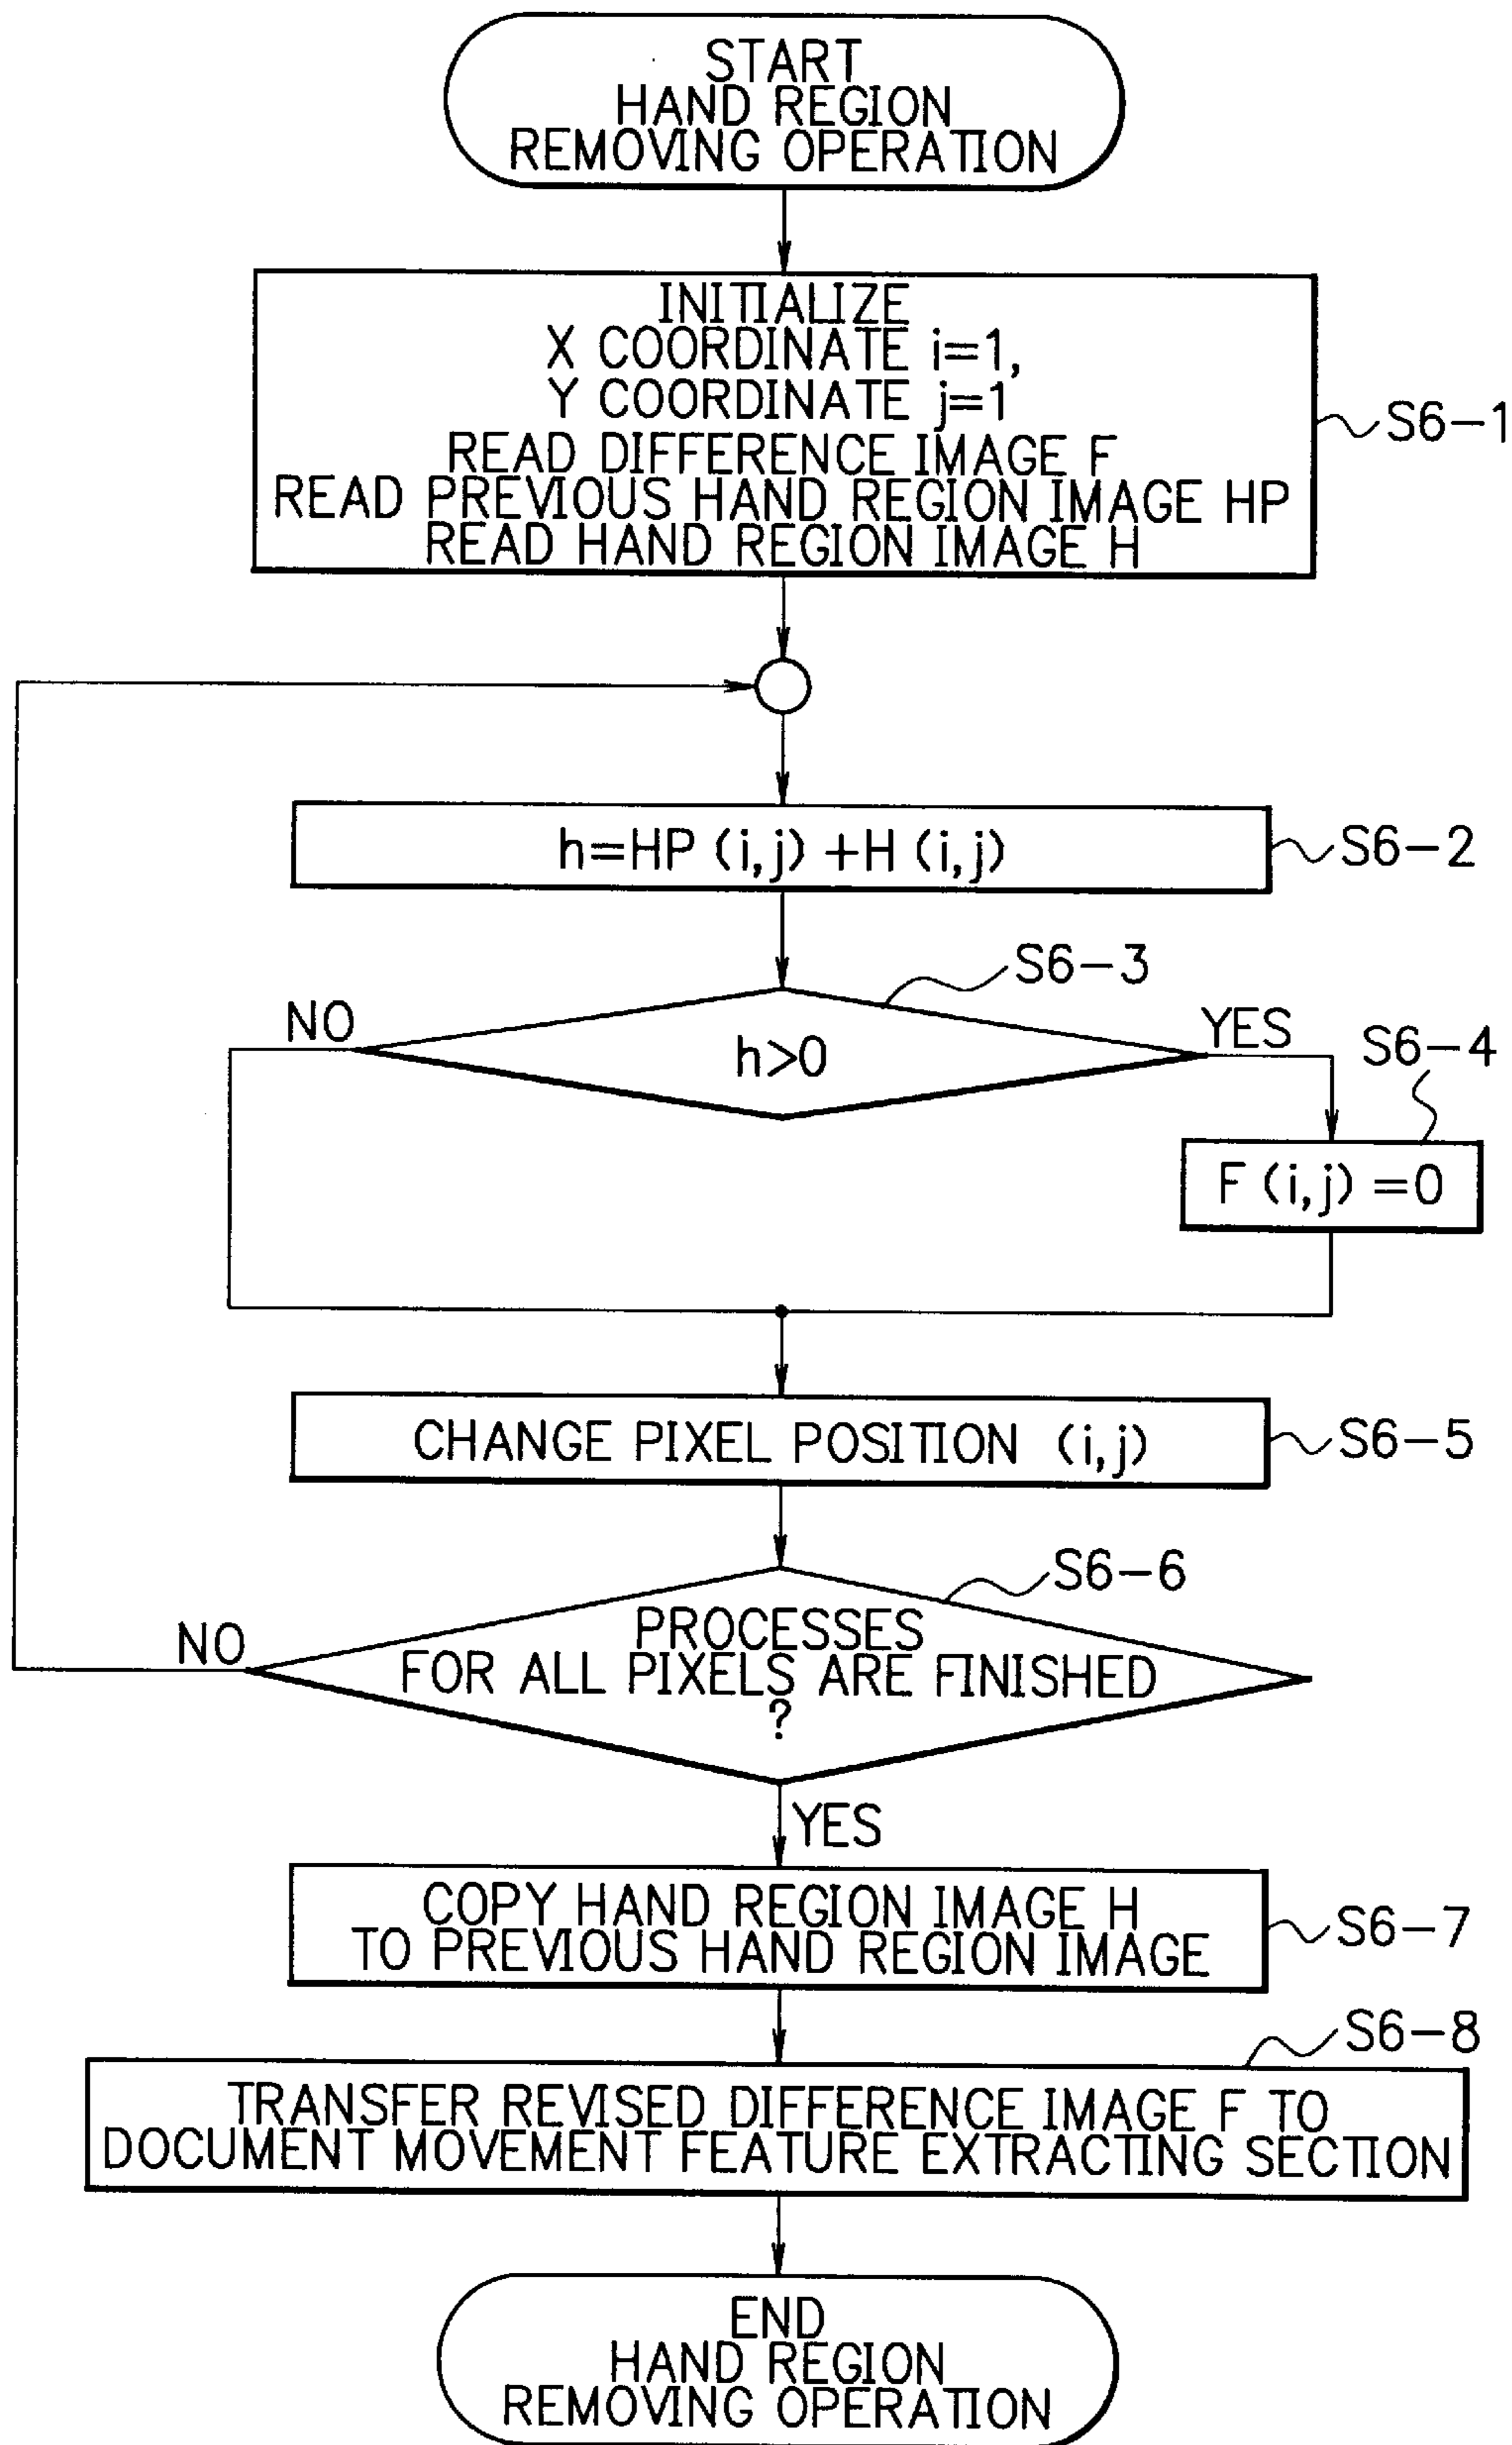 START
HAND REGION
REMOVING OPERATION
INITIALIZE
X COORDINATE i=1,
Y COORDINATE j=1
READ DIFFERENCE IMAGE F
READ PREVIOUS HAND REGION IMAGE HP
READ HAND REGION IMAGE H
S6-1
h=HP (i,j) +H (i,j)
S6-2
S6-3
NO
h>0
YES
S6-4
F (i,j) =0
CHANGE PIXEL POSITION (i,j)
S6-5
S6-6
NO
PROCESSES
FOR ALL PIXELS ARE FINISHED
?
YES
COPY HAND REGION IMAGE H
TO PREVIOUS HAND REGION IMAGE
S6-7
S6-8
TRANSFER REVISED DIFFERENCE IMAGE F TO
DOCUMENT MOVEMENT FEATURE EXTRACTING SECTION
END
HAND REGION
REMOVING OPERATION